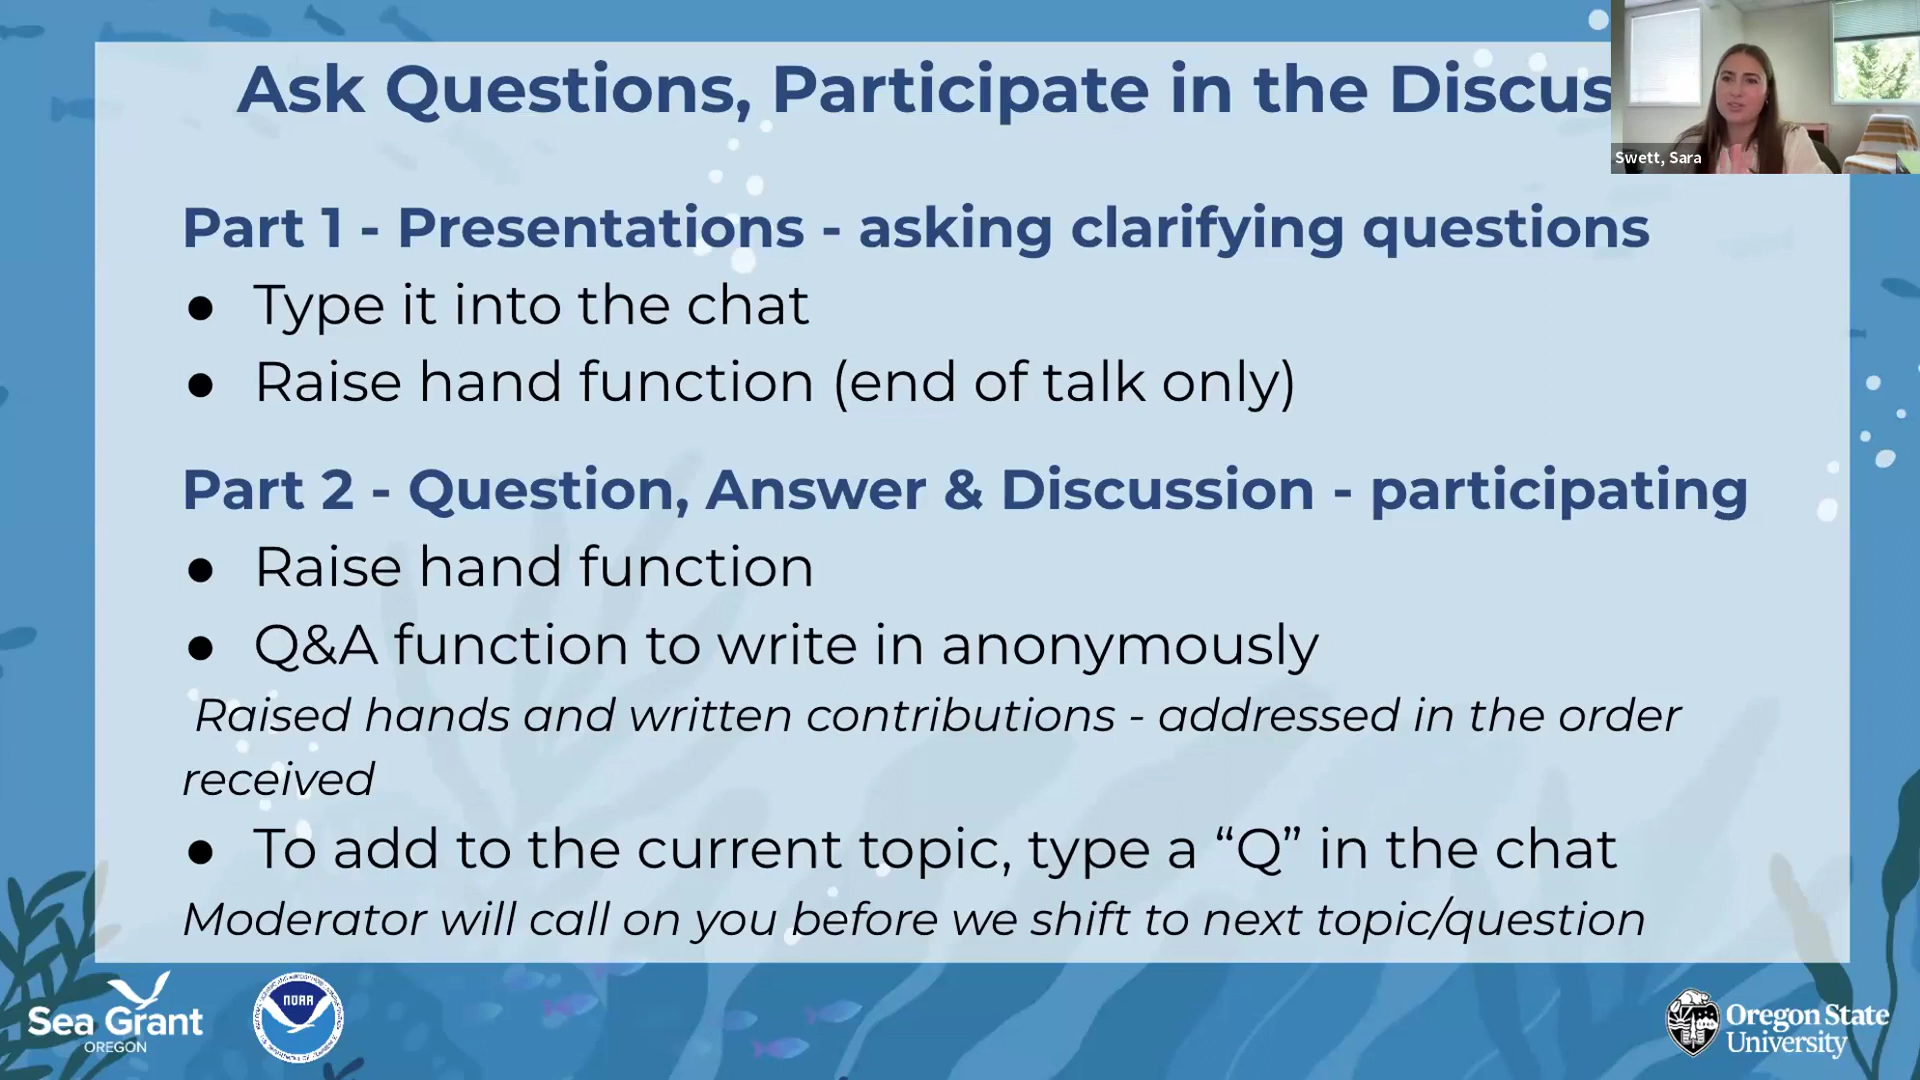 Ask Questions, Participate in the Discus
Swett, Sara
Part 1 - Presentations - asking clarifying questions
● Type it into the chat
● Raise hand function (end of talk only)
Part 2 - Question, Answer & Discussion - participating
● Raise hand function
● Q&A function to write in anonymously
Raised hands and written contributions - addressed in the order
received
● To add to the current topic, type a “Q” in the chat
Moderator will call on you before we shift to next topic/question
Sea Grant
OREGON
NOAA
Oregon State
University